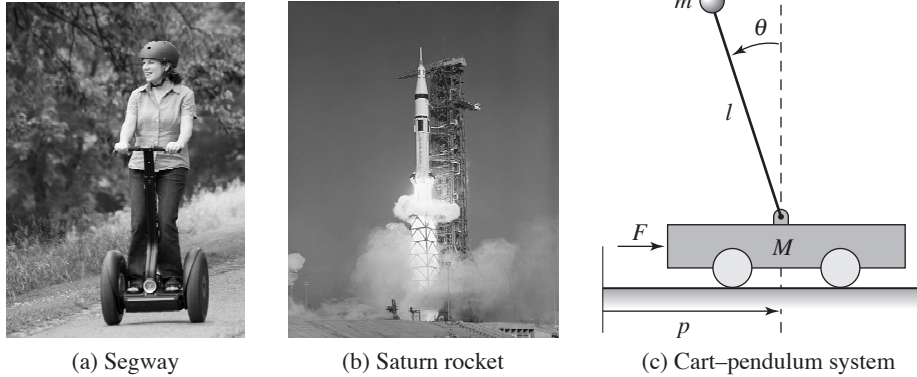 m
θ
l
F
M
p
(a) Segway
(b) Saturn rocket
(c) Cart–pendulum system